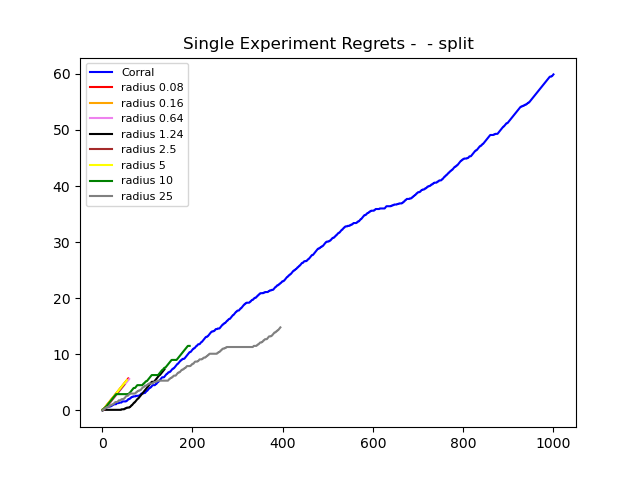 Single Experiment Regrets -  - split
60
50
40
30
20
10
0
Corral
radius 0.08
radius 0.16
radius 0.64
radius 1.24
radius 2.5
radius 5
radius 10
radius 25
0 200 400 600 800 1000